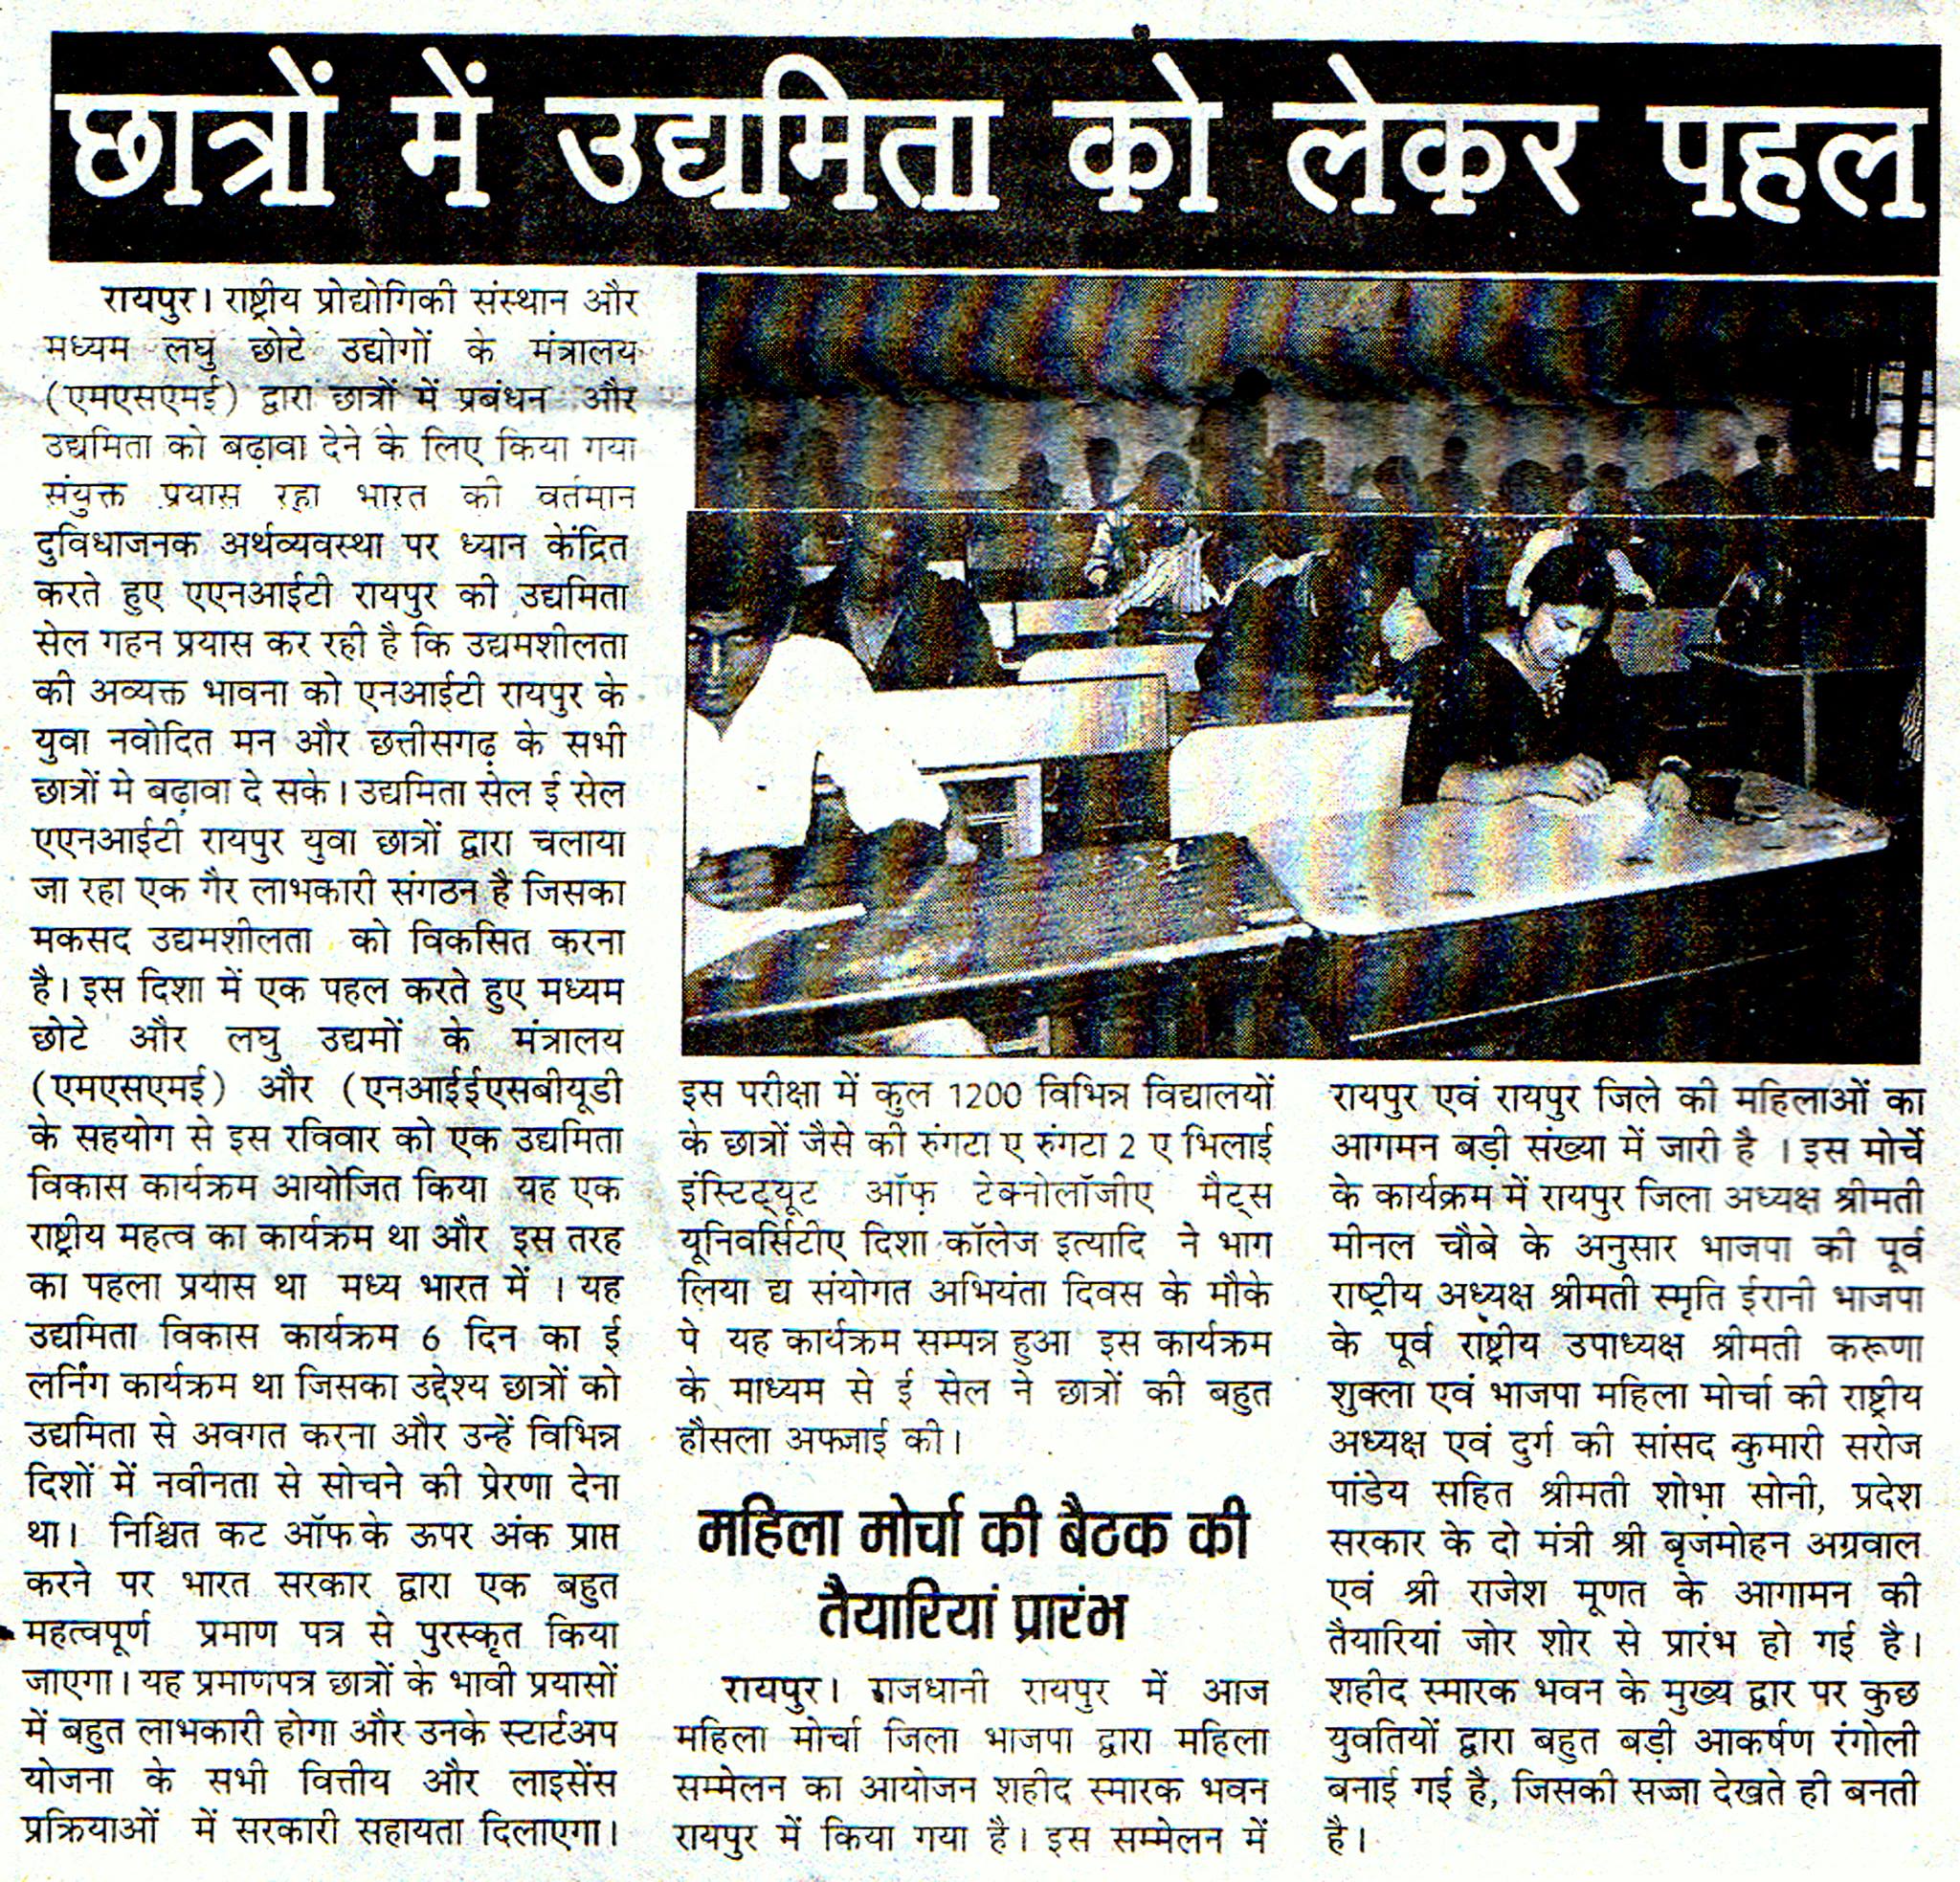 छात्रों में उद्यमिता को लेकर पहल
रायपुर। राष्ट्रीय प्रोद्योगिकी संस्थान और
मध्यम लघु छोटे उद्योगों के मंत्रालय
(एमएसएमई) द्वारा छात्रों में प्रबंधन और
उद्यमिता को बढ़ावा देने के लिए किया गया
संयुक्त प्रयास रहा भारत की वर्तमान
दुविधाजनक अर्थव्यवस्था पर ध्यान केंद्रित
करते हुए एएनआईटी रायपुर की उद्यमिता
सेल गहन प्रयास कर रही है कि उद्यमशीलता
की अव्यक्त भावना को एनआईटी रायपुर के
युवा नवोदित मन और छत्तीसगढ़ के सभी
छात्रों मे बढ़ावा दे सके। उद्यमिता सेल ई सेल
एएनआईटी रायपुर युवा छात्रों द्वारा चलाया
जा रहा एक गैर लाभकारी संगठन है जिसका
मकसद उद्यमशीलता को विकसित करना
है। इस दिशा में एक पहल करते हुए मध्यम
छोटे और लघु उद्यमों के मंत्रालय
(एमएसएमई) और (एनआईईएसबीयूडी
के सहयोग से इस रविवार को एक उद्यमिता
विकास कार्यक्रम आयोजित किया यह एक
राष्ट्रीय महत्व का कार्यक्रम था और इस तरह
का पहला प्रयास था मध्य भारत में । यह
उद्यमिता विकास कार्यक्रम 6 दिन का ई
लर्निंग कार्यक्रम था जिसका उद्देश्य छात्रों को
उद्यमिता से अवगत करना और उन्हें विभिन्न
दिशों में नवीनता से सोचने की प्रेरणा देना
था। निश्चित कट ऑफ के ऊपर अंक प्राप्त
करने पर भारत सरकार द्वारा एक बहुत
महत्वपूर्ण प्रमाण पत्र से पुरस्कृत किया
जाएगा। यह प्रमाणपत्र छात्रों के भावी प्रयासों
में बहुत लाभकारी होगा और उनके स्टार्टअप
योजना के सभी वित्तीय और लाइसेंस
प्रक्रियाओं में सरकारी सहायता दिलाएगा।
इस परीक्षा में कुल 1200 विभिन्न विद्यालयों
के छात्रों जैसे की रुंगटा ए रुंगटा 2 ए भिलाई
इंस्टिट्यूट ऑफ़ टेक्नोलॉजीए मैट्स
यूनिवर्सिटीए दिशा कॉलेज इत्यादि ने भाग
लिया द्य संयोगत अभियंता दिवस के मौके
पे यह कार्यक्रम सम्पन्न हुआ इस कार्यक्रम
के माध्यम से ई सेल ने छात्रों की बहुत
हौसला अफ्जाई की।
महिला मोर्चा की बैठक की
तैयारियां प्रारंभ
रायपुर। राजधानी रायपुर में आज
महिला मोर्चा जिला भाजपा द्वारा महिला
सम्मेलन का आयोजन शहीद स्मारक भवन
रायपुर में किया गया है। इस सम्मेलन में
रायपुर एवं रायपुर जिले की महिलाओं का
आगमन बड़ी संख्या में जारी है । इस मोर्चे
के कार्यक्रम में रायपुर जिला अध्यक्ष श्रीमती
मीनल चौबे के अनुसार भाजपा की पूर्व
राष्ट्रीय अध्यक्ष श्रीमती स्मृति ईरानी भाजपा
के पूर्व राष्ट्रीय उपाध्यक्ष श्रीमती करूणा
शुक्ला एवं भाजपा महिला मोर्चा की राष्ट्रीय
अध्यक्ष एवं दुर्ग की सांसद कुमारी सरोज
पांडेय सहित श्रीमती शोभा सोनी, प्रदेश
सरकार के दो मंत्री श्री बृजमोहन अग्रवाल
एवं श्री राजेश मूणत के आगामन की
तैयारियां जोर शोर से प्रारंभ हो गई है।
शहीद स्मारक भवन के मुख्य द्वार पर कुछ
युवतियों द्वारा बहुत बड़ी आकर्षण रंगोली
बनाई गई है, जिसकी सज्जा देखते ही बनती
है।